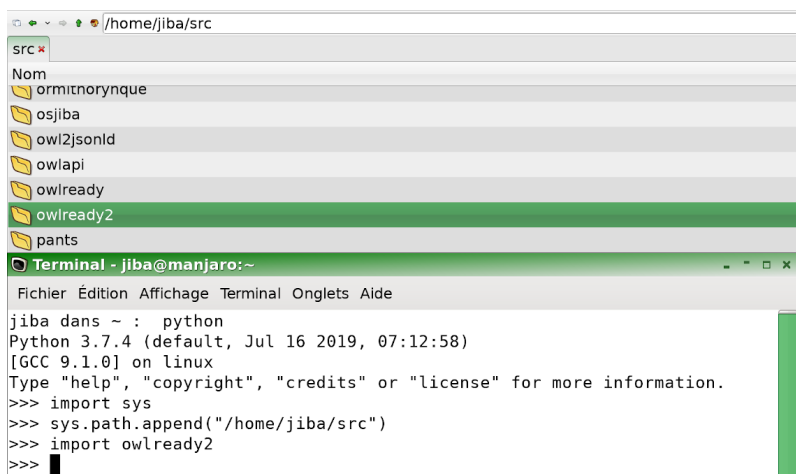 /home/jiba/src
src
Nom
ormithorynque
osjiba
owl2jsonld
owlapi
owlready
owlready2
pants
Terminal - jiba@manjaro:~
Fichier Édition Affichage Terminal Onglets Aide
jiba dans ~ :  python
Python 3.7.4 (default, Jul 16 2019, 07:12:58)
[GCC 9.1.0] on linux
Type "help", "copyright", "credits" or "license" for more information.
>>> import sys
>>> sys.path.append("/home/jiba/src")
>>> import owlready2
>>>